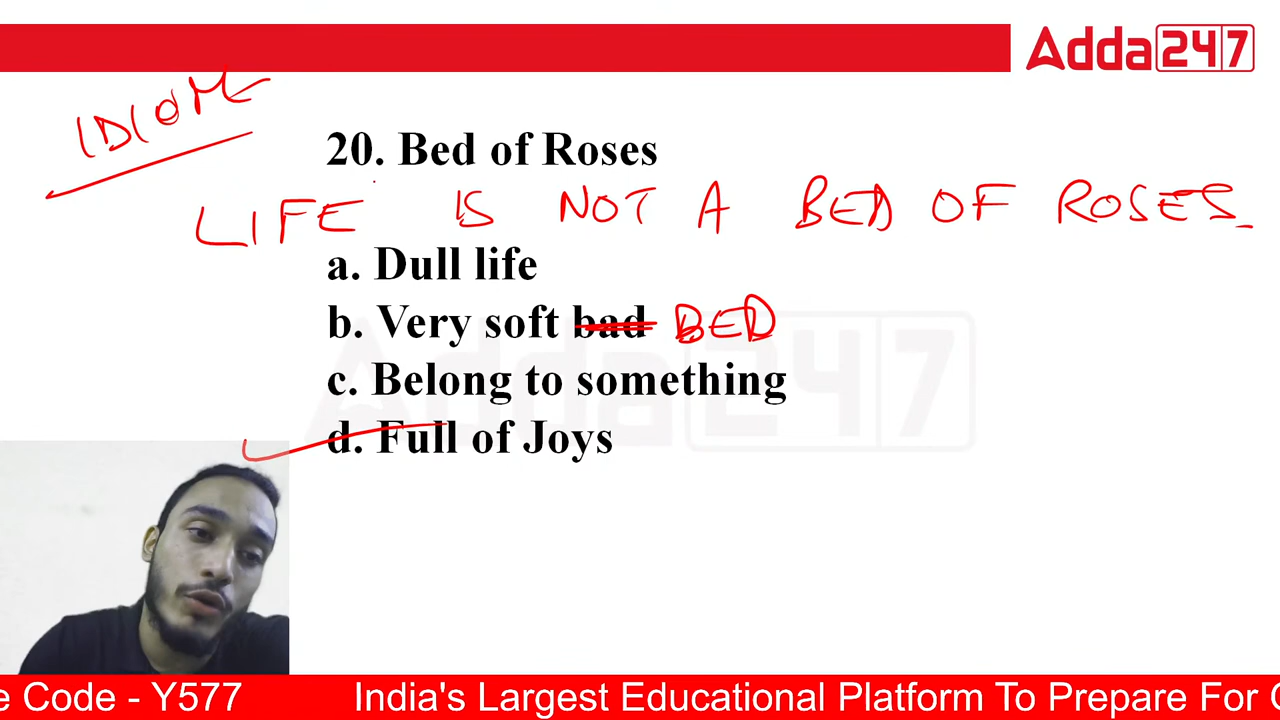 Adda247
IDIOM
20. Bed of Roses
LIFE IS NOT A BED OF ROSES.
a. Dull life
b. Very soft bad BED
c. Belong to something
d. Full of Joys
Adda247
e Code - Y577 India's Largest Educational Platform To Prepare For G